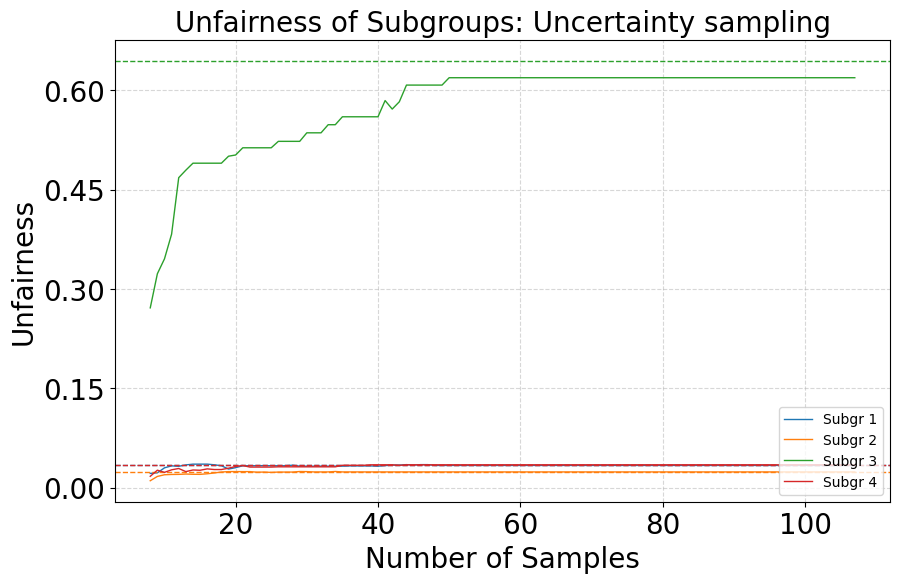 Unfairness of Subgroups: Uncertainty sampling
Unfairness
0.60
0.45
0.30
0.15
0.00
20 40 60 80 100
Number of Samples
Subgr 1
Subgr 2
Subgr 3
Subgr 4